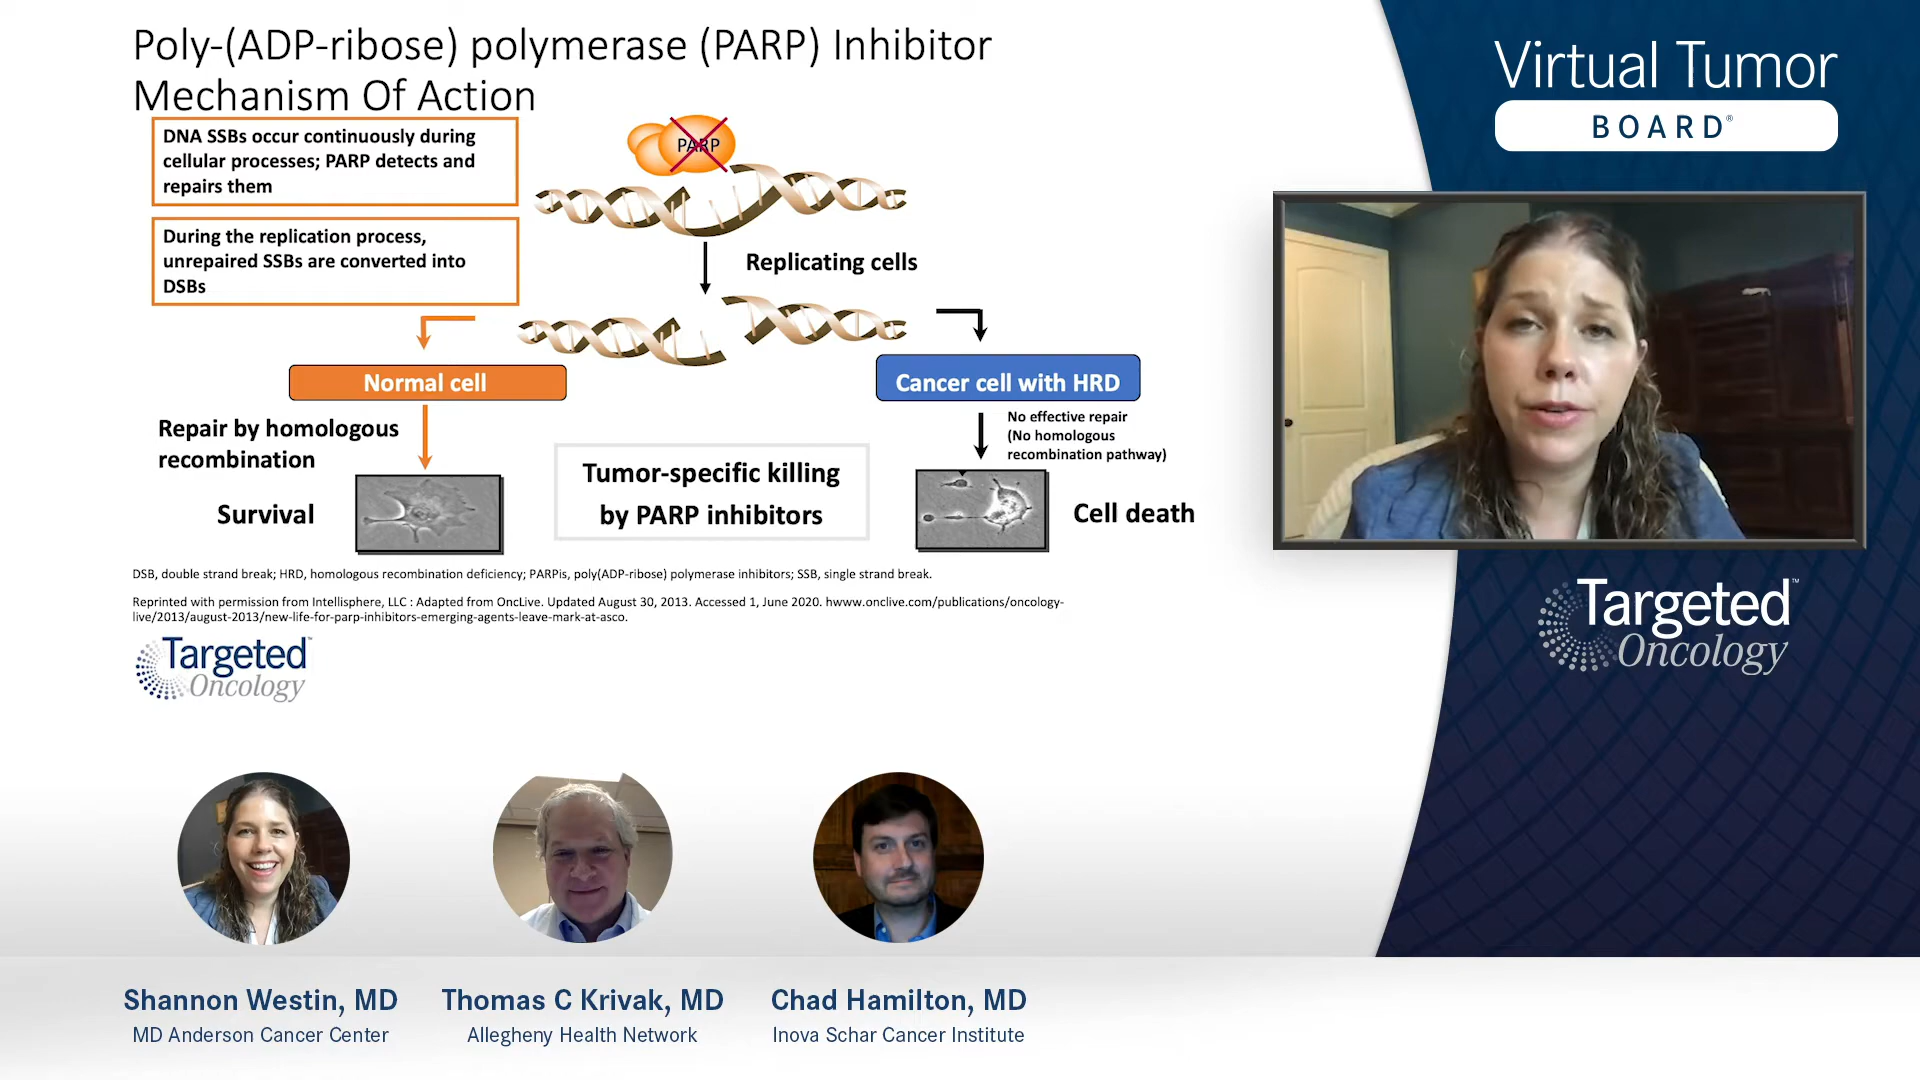 Poly-(ADP-ribose) polymerase (PARP) Inhibitor
Mechanism Of Action
DNA SSBs occur continuously during
cellular processes; PARP detects and
repairs them
During the replication process,
unrepaired SSBs are converted into
DSBs
PARP
Replicating cells
Normal cell
Cancer cell with HRD
Repair by homologous
recombination
No effective repair
(No homologous
recombination pathway)
Survival
Tumor-specific killing
by PARP inhibitors
Cell death
DSB, double strand break; HRD, homologous recombination deficiency; PARPis, poly(ADP-ribose) polymerase inhibitors; SSB, single strand break.
Reprinted with permission from Intellisphere, LLC : Adapted from OncLive. Updated August 30, 2013. Accessed 1, June 2020. hwww.onclive.com/publications/oncology-
live/2013/august-2013/new-life-for-parp-inhibitors-emerging-agents-leave-mark-at-asco.
Targeted™
Oncology
Virtual Tumor
BOARD®
Targeted™
Oncology
Shannon Westin, MD
MD Anderson Cancer Center
Thomas C Krivak, MD
Allegheny Health Network
Chad Hamilton, MD
Inova Schar Cancer Institute